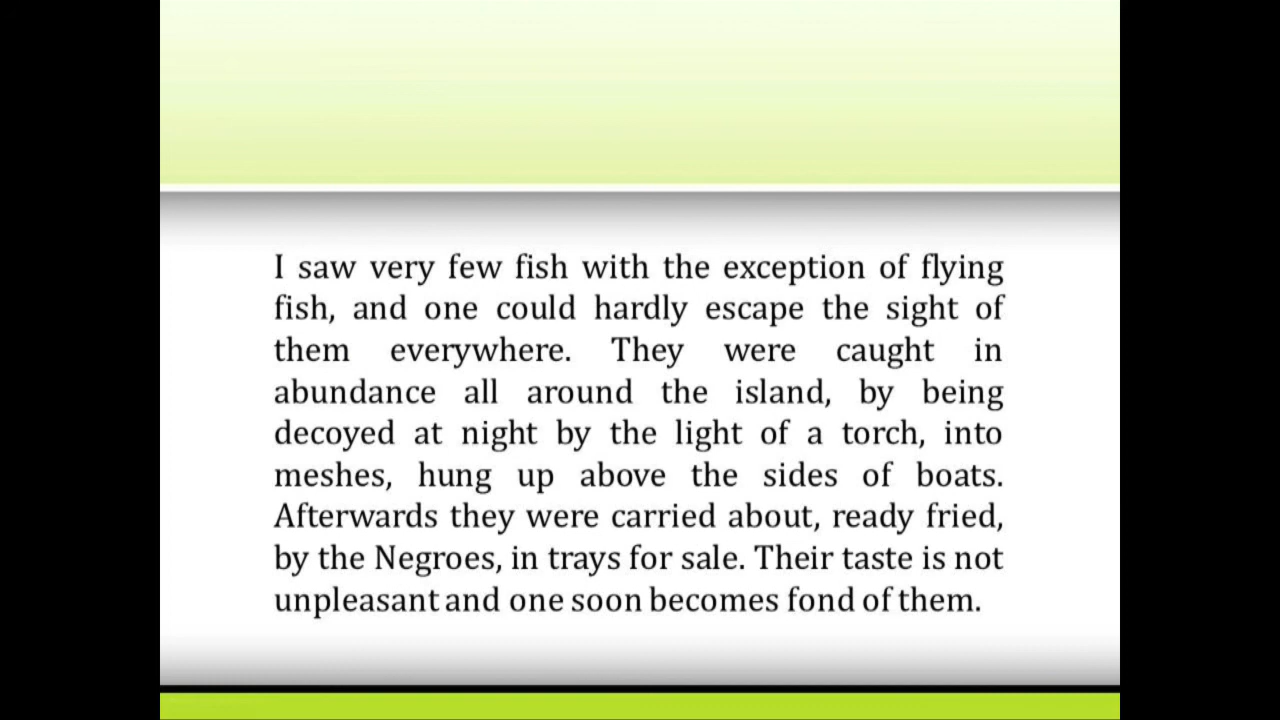 I saw very few fish with the exception of flying
fish, and one could hardly escape the sight of
them everywhere. They were caught in
abundance all around the island, by being
decoyed at night by the light of a torch, into
meshes, hung up above the sides of boats.
Afterwards they were carried about, ready fried,
by the Negroes, in trays for sale. Their taste is not
unpleasant and one soon becomes fond of them.